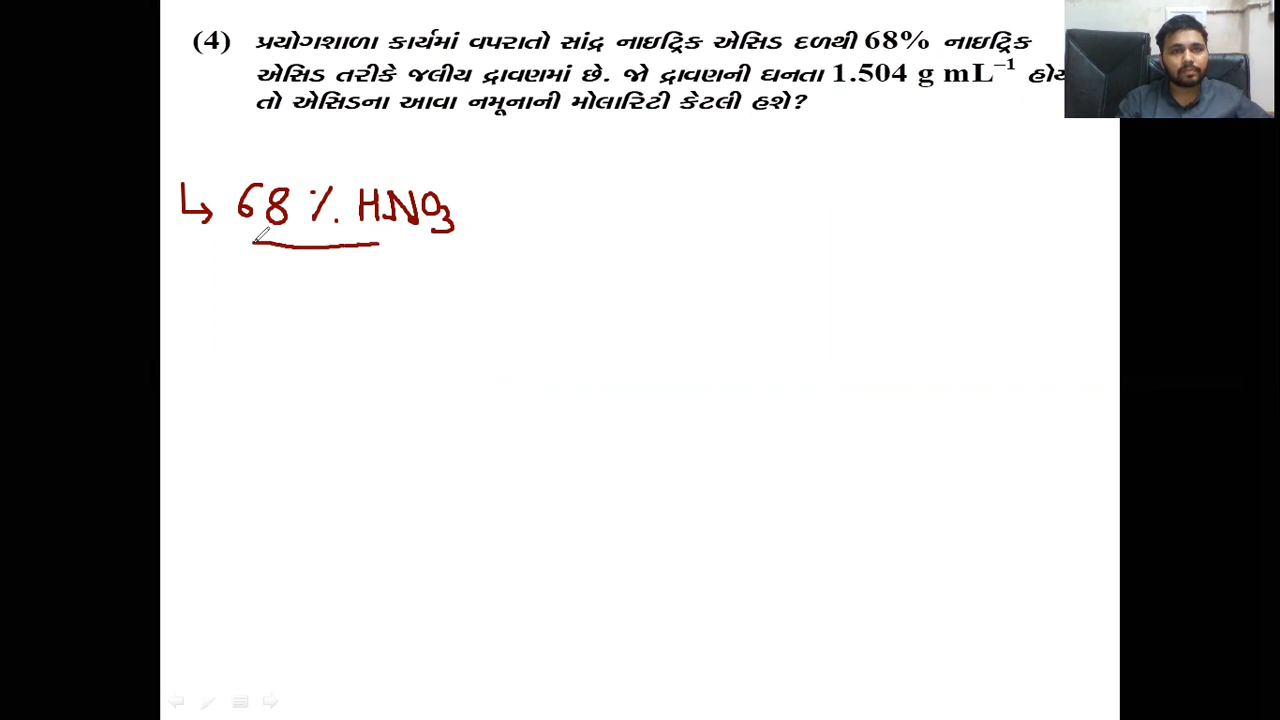 (4) પ્રયોગશાળા કાર્યમાં વપરાતો સાંદ્ર નાઇટ્રિક એસિડ દળથી 68% નાઇટ્રિક
એસિડ તરીકે જલીય દ્રાવણમાં છે. જો દ્રાવણની ઘનતા 1.504 g mL⁻¹ હોય
તો એસિડના આવા નમૂનાની મોલારિટી કેટલી હશે?
↳ 68 % HNO₃